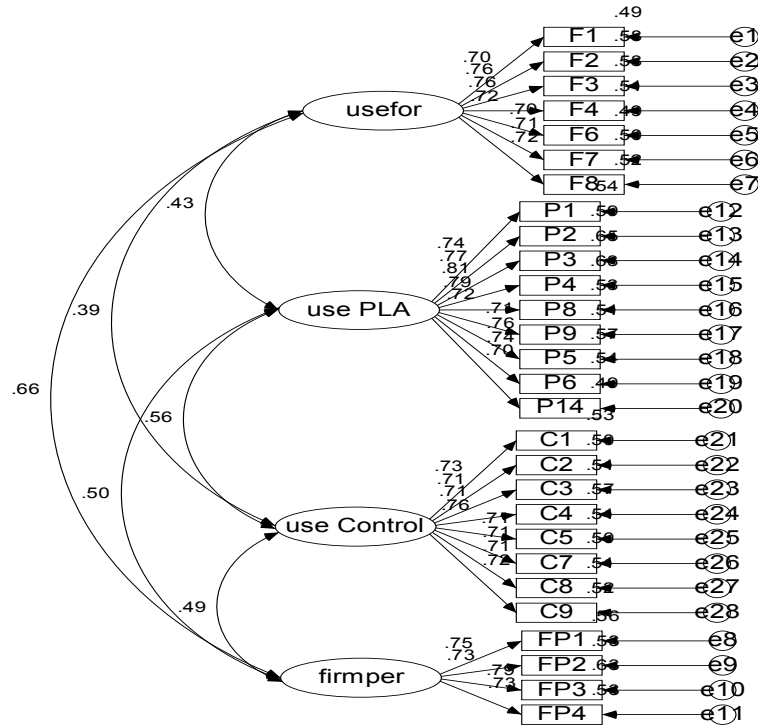 .49
F1 e1
.70
F2 e2
.76
F3 e3
.76
.72
usefor
F4 e4
.70
F6 e5
.71
.72
F7 e6
F8 .54 e7
.43
P1 e12
P2 e13
.74
.77
P3 e14
.81
.79
P4 e15
.72
.39
use PLA
P8 e16
.71
.76
P9 e17
.74
.70
P5 e18
P6 e19
.66
P14 e20
.53
.56
C1 e21
C2 e22
.73
.71
C3 e23
.50
.71
.76
use Control
C4 e24
.71
.71
C5 e25
.71
.72
C7 e26
C8 e27
.49
C9 e28
.56
FP1 e8
.75
.73
FP2 e9
firmper
.79
.73
FP3 e10
FP4 e11